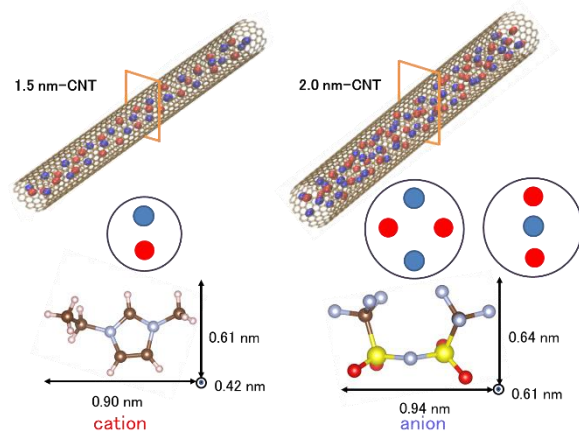 1.5 nm-CNT
2.0 nm-CNT
0.61 nm
0.42 nm
0.90 nm
cation
0.64 nm
0.61 nm
0.94 nm
anion